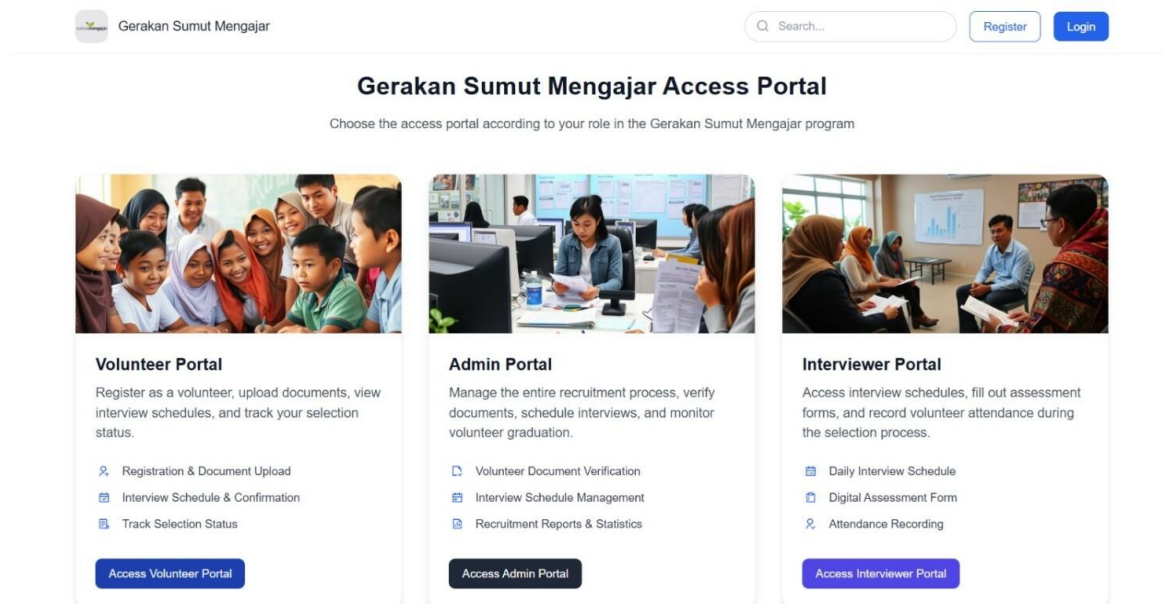 Gerakan Sumut Mengajar
Search...
Register
Login
Gerakan Sumut Mengajar Access Portal
Choose the access portal according to your role in the Gerakan Sumut Mengajar program
Volunteer Portal
Register as a volunteer, upload documents, view
interview schedules, and track your selection
status.
Registration & Document Upload
Interview Schedule & Confirmation
Track Selection Status
Access Volunteer Portal
Admin Portal
Manage the entire recruitment process, verify
documents, schedule interviews, and monitor
volunteer graduation.
Volunteer Document Verification
Interview Schedule Management
Recruitment Reports & Statistics
Access Admin Portal
Interviewer Portal
Access interview schedules, fill out assessment
forms, and record volunteer attendance during
the selection process.
Daily Interview Schedule
Digital Assessment Form
Attendance Recording
Access Interviewer Portal